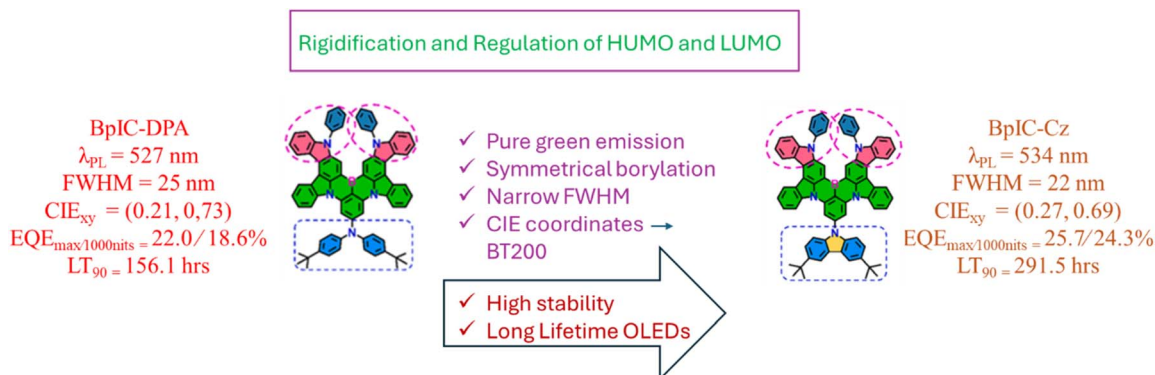 Rigidification and Regulation of HUMO and LUMO
BpIC-DPA
λPL = 527 nm
FWHM = 25 nm
CIExy = (0.21, 0,73)
EQEmax/1000nits = 22.0/18.6%
LT90 = 156.1 hrs
N
N
B
N
N
N
✓ Pure green emission
✓ Symmetrical borylation
✓ Narrow FWHM
✓ CIE coordinates →
BT200
✓ High stability
✓ Long Lifetime OLEDs
N
N
B
N
N
N
BpIC-Cz
λPL = 534 nm
FWHM = 22 nm
CIExy = (0.27, 0.69)
EQEmax/1000nits = 25.7/24.3%
LT90 = 291.5 hrs